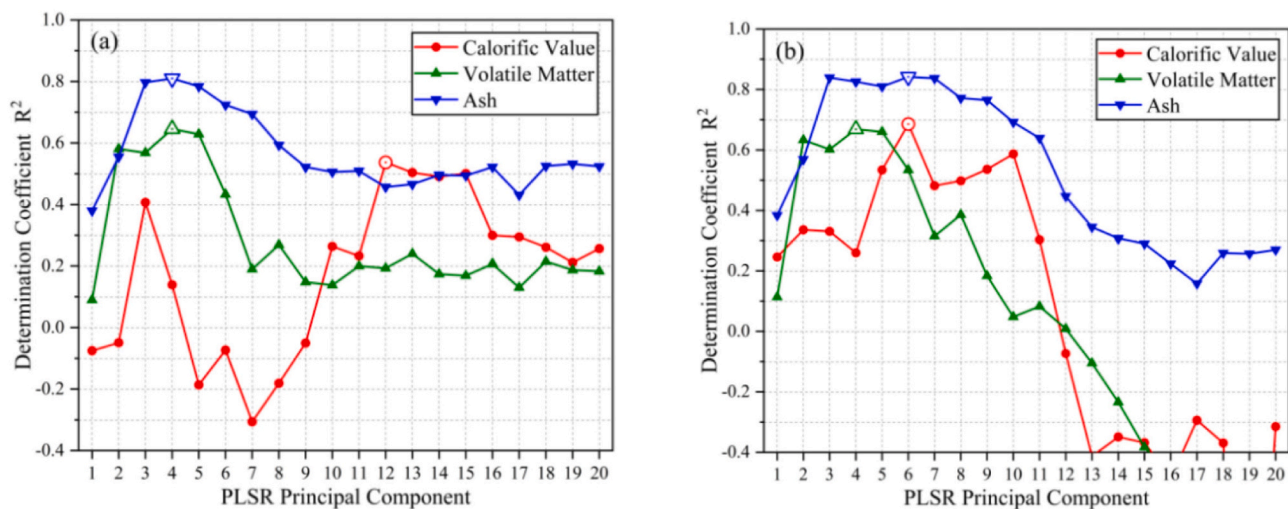 (a)
Calorific Value
Volatile Matter
Ash
Determination Coefficient R²
1.0
0.8
0.6
0.4
0.2
0.0
-0.2
-0.4
1 2 3 4 5 6 7 8 9 10 11 12 13 14 15 16 17 18 19 20
PLSR Principal Component
(b)
Calorific Value
Volatile Matter
Ash
Determination Coefficient R²
1.0
0.8
0.6
0.4
0.2
0.0
-0.2
-0.4
1 2 3 4 5 6 7 8 9 10 11 12 13 14 15 16 17 18 19 20
PLSR Principal Component